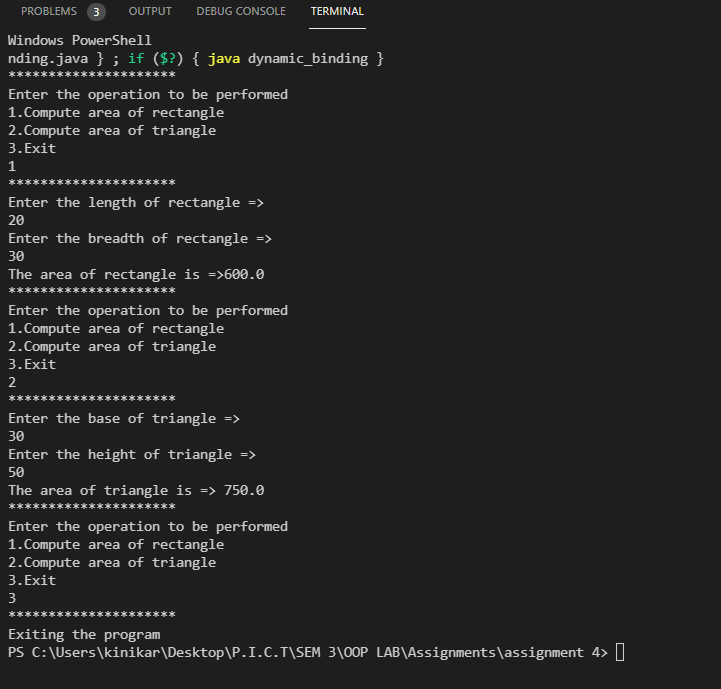 PROBLEMS 3 OUTPUT DEBUG CONSOLE TERMINAL
Windows PowerShell
nding.java } ; if ($?) { java dynamic_binding }
*********************
Enter the operation to be performed
1.Compute area of rectangle
2.Compute area of triangle
3.Exit
1
*********************
Enter the length of rectangle =>
20
Enter the breadth of rectangle =>
30
The area of rectangle is =>600.0
*********************
Enter the operation to be performed
1.Compute area of rectangle
2.Compute area of triangle
3.Exit
2
*********************
Enter the base of triangle =>
30
Enter the height of triangle =>
50
The area of triangle is => 750.0
*********************
Enter the operation to be performed
1.Compute area of rectangle
2.Compute area of triangle
3.Exit
3
*********************
Exiting the program
PS C:\Users\kinikar\Desktop\P.I.C.T\SEM 3\OOP LAB\Assignments\assignment 4>